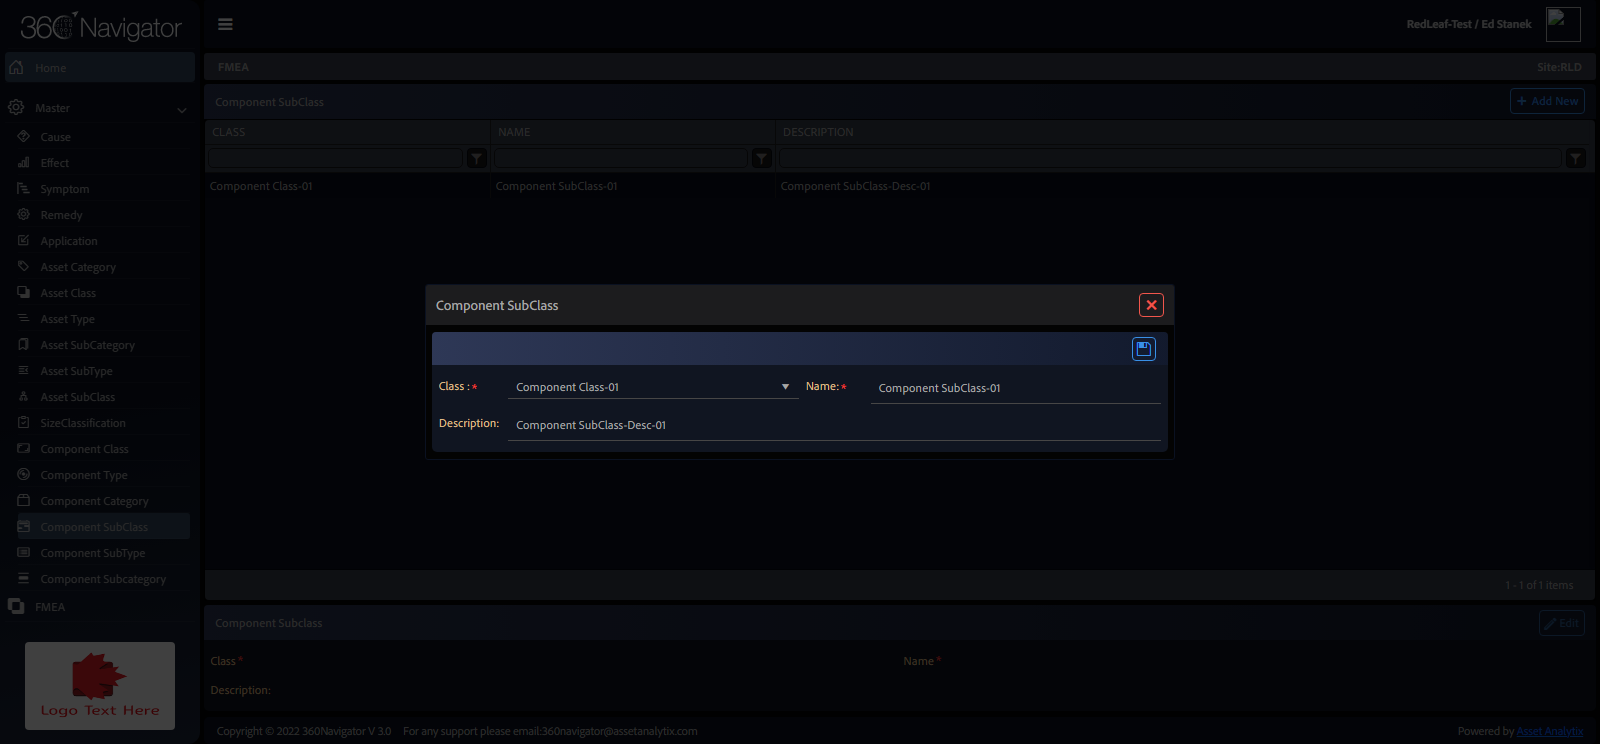 360 Navigator
RedLeaf-Test / Ed Stanek
Home
FMEA
Site:RLD
Master
Component SubClass
+ Add New
Cause
CLASS
NAME
DESCRIPTION
Effect
Symptom
Component Class-01
Component SubClass-01
Component SubClass-Desc-01
Remedy
Application
Asset Category
Asset Class
Asset Type
Asset SubCategory
Asset SubType
Asset SubClass
SizeClassification
Component Class
Component Type
Component Category
Component SubClass
Component SubType
Component Subcategory
FMEA
Component SubClass
Class : *
Component Class-01
Name: *
Component SubClass-01
Description:
Component SubClass-Desc-01
1 - 1 of 1 items
Component Subclass
Edit
Class *
Name *
Description:
Logo Text Here
Copyright © 2022 360Navigator V 3.0
For any support please email:360navigator@assetanalytix.com
Powered by Asset Analytix